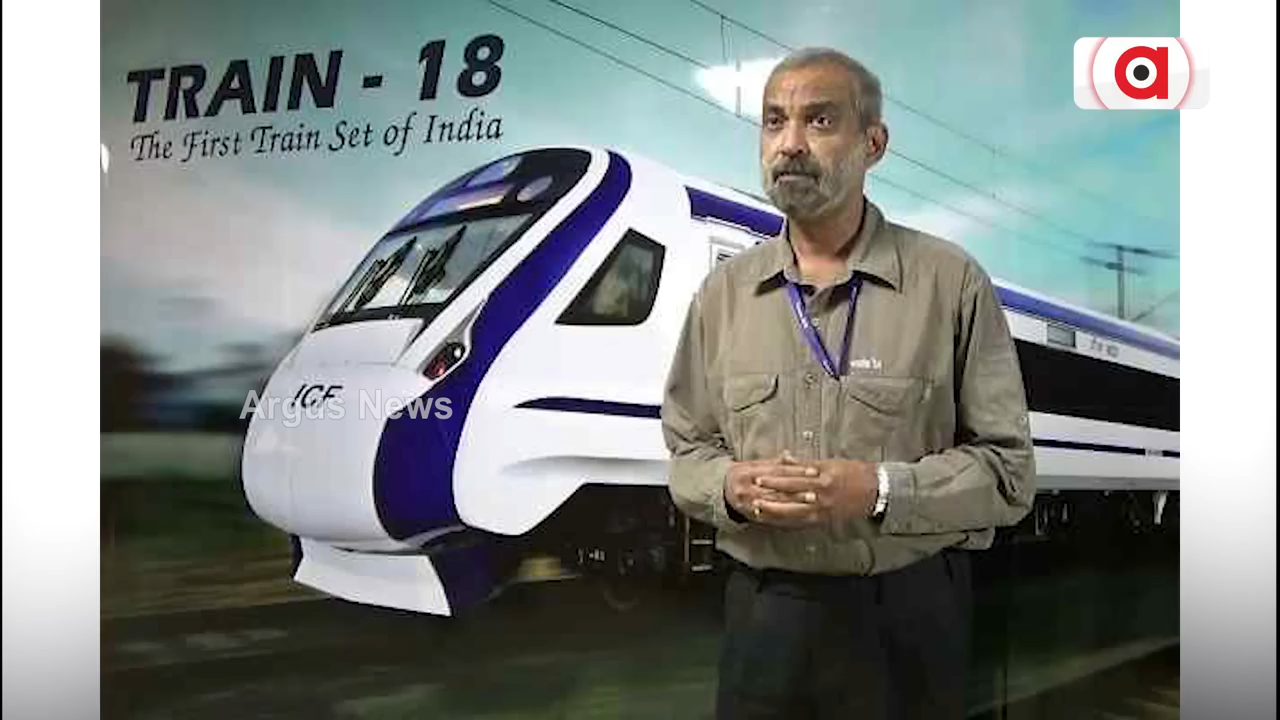 TRAIN - 18
The First Train Set of India
a
ICF
Argus News